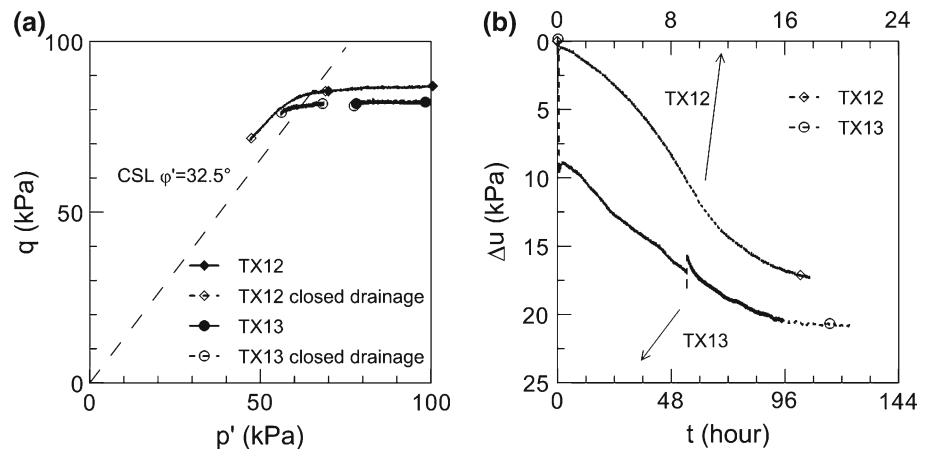 (a)
100
50
0
q (kPa)
CSL φ'=32.5°
TX12
TX12 closed drainage
TX13
TX13 closed drainage
0 50 100
p' (kPa)
(b)
0 8 16 24
0
5
10
15
20
25
Δu (kPa)
TX12
TX12
TX13
TX13
0 48 96 144
t (hour)